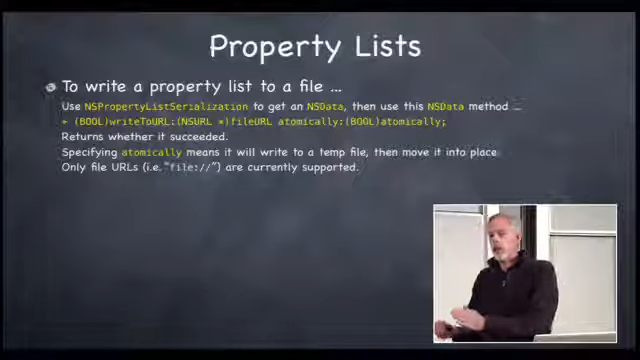 Property Lists
To write a property list to a file ...
Use NSPropertyListSerialization to get an NSData, then use this NSData method ...
+ (BOOL)writeToURL:(NSURL *)fileURL atomically:(BOOL)atomically;
Returns whether it succeeded.
Specifying atomically means it will write to a temp file, then move it into place
Only file URLs (i.e. "file://") are currently supported.